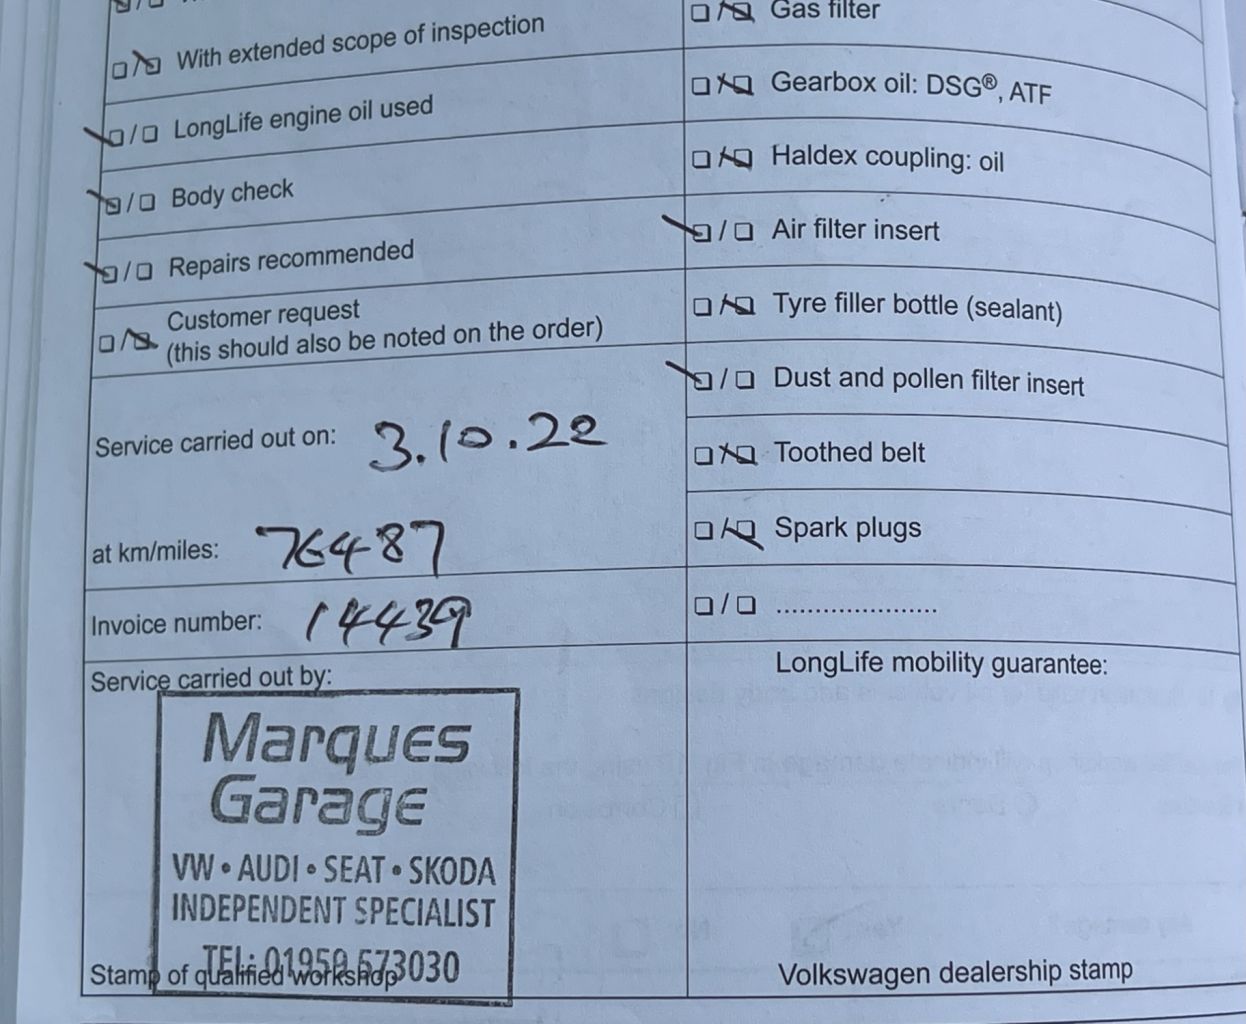 With extended scope of inspection
LongLife engine oil used
Body check
Repairs recommended
Customer request
(this should also be noted on the order)
Service carried out on: 3.10.22
at km/miles: 76487
Invoice number: 14439
Service carried out by:
Marques
Garage
VW • AUDI • SEAT • SKODA
INDEPENDENT SPECIALIST
TEL: 01959 573030
Stamp of qualified workshop
Gas filter
Gearbox oil: DSG®, ATF
Haldex coupling: oil
Air filter insert
Tyre filler bottle (sealant)
Dust and pollen filter insert
Toothed belt
Spark plugs
.....................
LongLife mobility guarantee:
Volkswagen dealership stamp